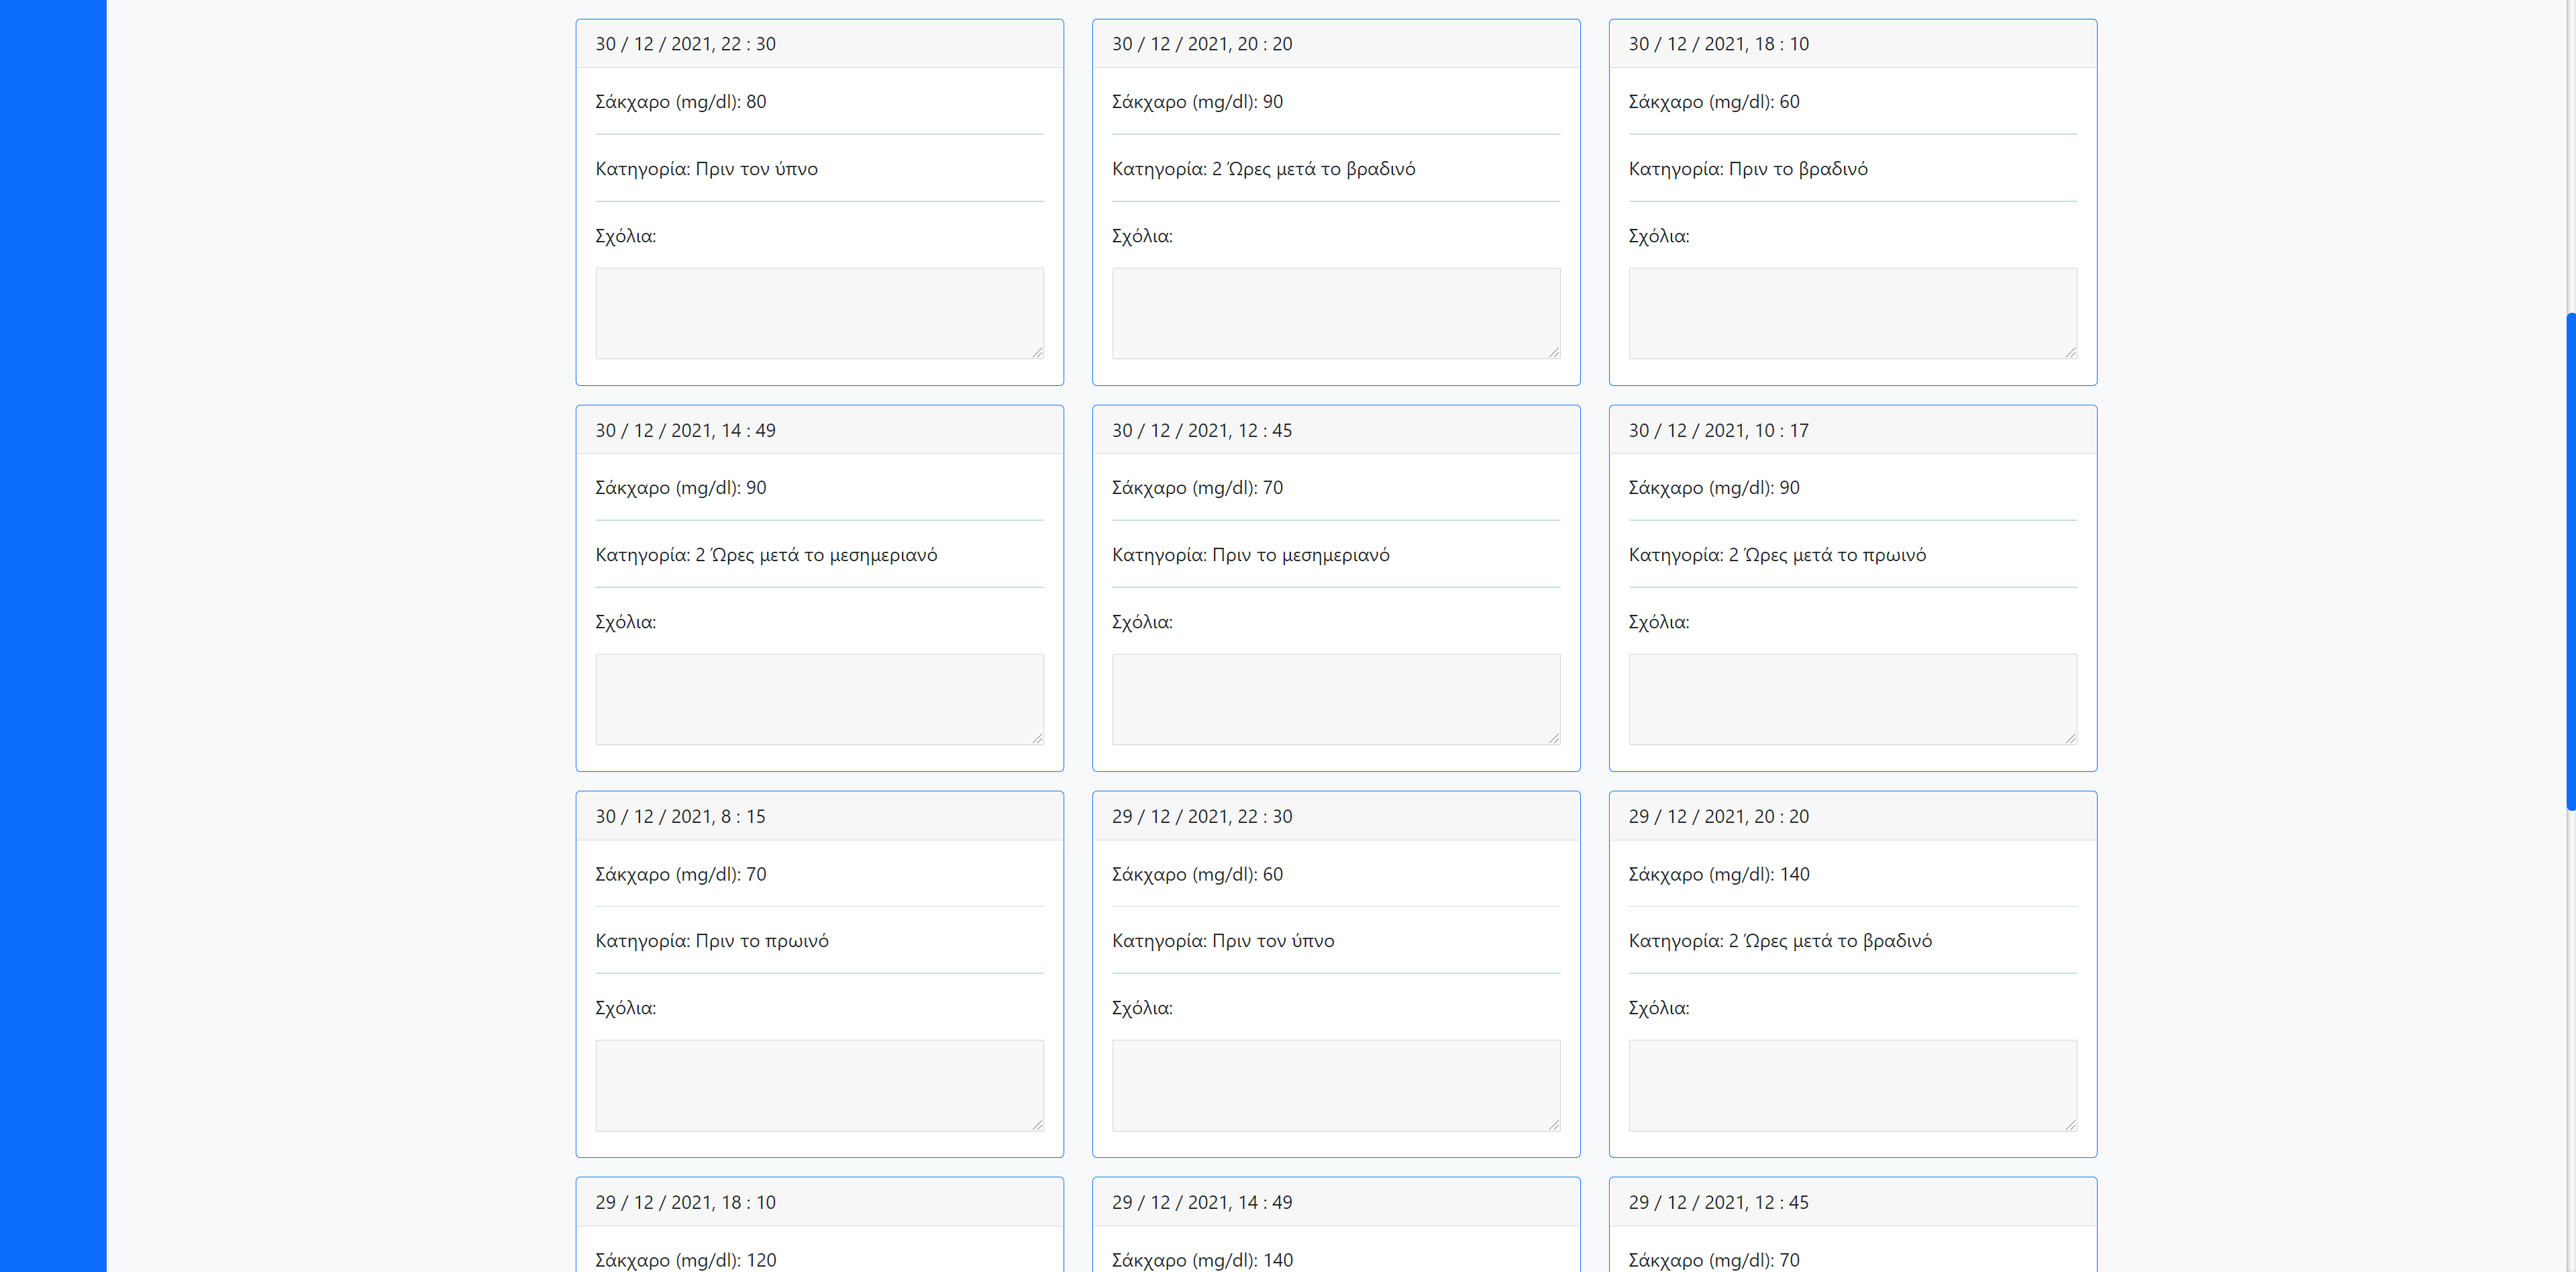 30 / 12 / 2021, 22 : 30
Σάκχαρο (mg/dl): 80
Κατηγορία: Πριν τον ύπνο
Σχόλια:
30 / 12 / 2021, 20 : 20
Σάκχαρο (mg/dl): 90
Κατηγορία: 2 Ώρες μετά το βραδινό
Σχόλια:
30 / 12 / 2021, 18 : 10
Σάκχαρο (mg/dl): 60
Κατηγορία: Πριν το βραδινό
Σχόλια:
30 / 12 / 2021, 14 : 49
Σάκχαρο (mg/dl): 90
Κατηγορία: 2 Ώρες μετά το μεσημεριανό
Σχόλια:
30 / 12 / 2021, 12 : 45
Σάκχαρο (mg/dl): 70
Κατηγορία: Πριν το μεσημεριανό
Σχόλια:
30 / 12 / 2021, 10 : 17
Σάκχαρο (mg/dl): 90
Κατηγορία: 2 Ώρες μετά το πρωινό
Σχόλια:
30 / 12 / 2021, 8 : 15
Σάκχαρο (mg/dl): 70
Κατηγορία: Πριν το πρωινό
Σχόλια:
29 / 12 / 2021, 22 : 30
Σάκχαρο (mg/dl): 60
Κατηγορία: Πριν τον ύπνο
Σχόλια:
29 / 12 / 2021, 20 : 20
Σάκχαρο (mg/dl): 140
Κατηγορία: 2 Ώρες μετά το βραδινό
Σχόλια:
29 / 12 / 2021, 18 : 10
Σάκχαρο (mg/dl): 120
29 / 12 / 2021, 14 : 49
Σάκχαρο (mg/dl): 140
29 / 12 / 2021, 12 : 45
Σάκχαρο (mg/dl): 70